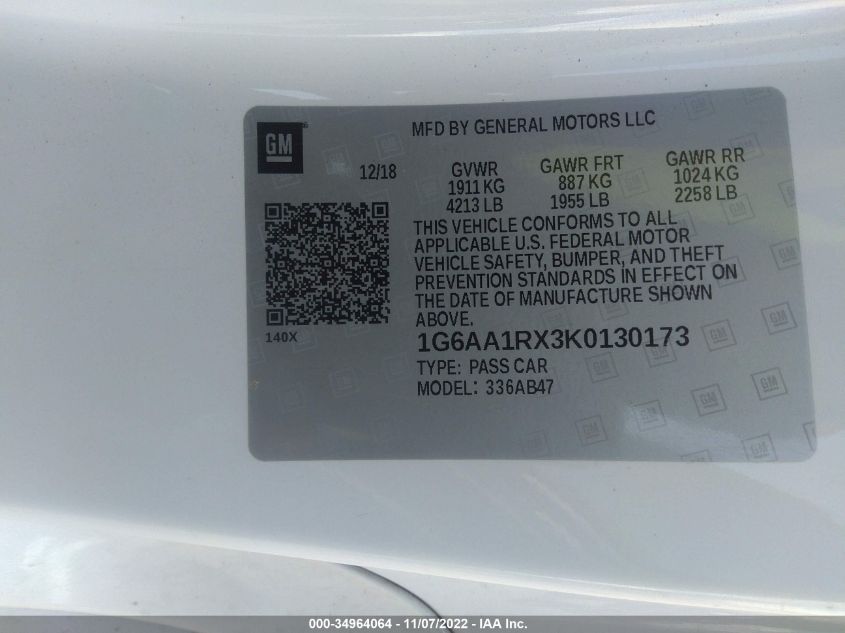 GM
MFD BY GENERAL MOTORS LLC
12/18
GVWR GAWR FRT GAWR RR
1911 KG 887 KG 1024 KG
4213 LB 1955 LB 2258 LB
THIS VEHICLE CONFORMS TO ALL
APPLICABLE U.S. FEDERAL MOTOR
VEHICLE SAFETY, BUMPER, AND THEFT
PREVENTION STANDARDS IN EFFECT ON
THE DATE OF MANUFACTURE SHOWN
ABOVE.
140X
1G6AA1RX3K0130173
TYPE: PASS CAR
MODEL: 336AB47
000-34964064 - 11/07/2022 - IAA Inc.